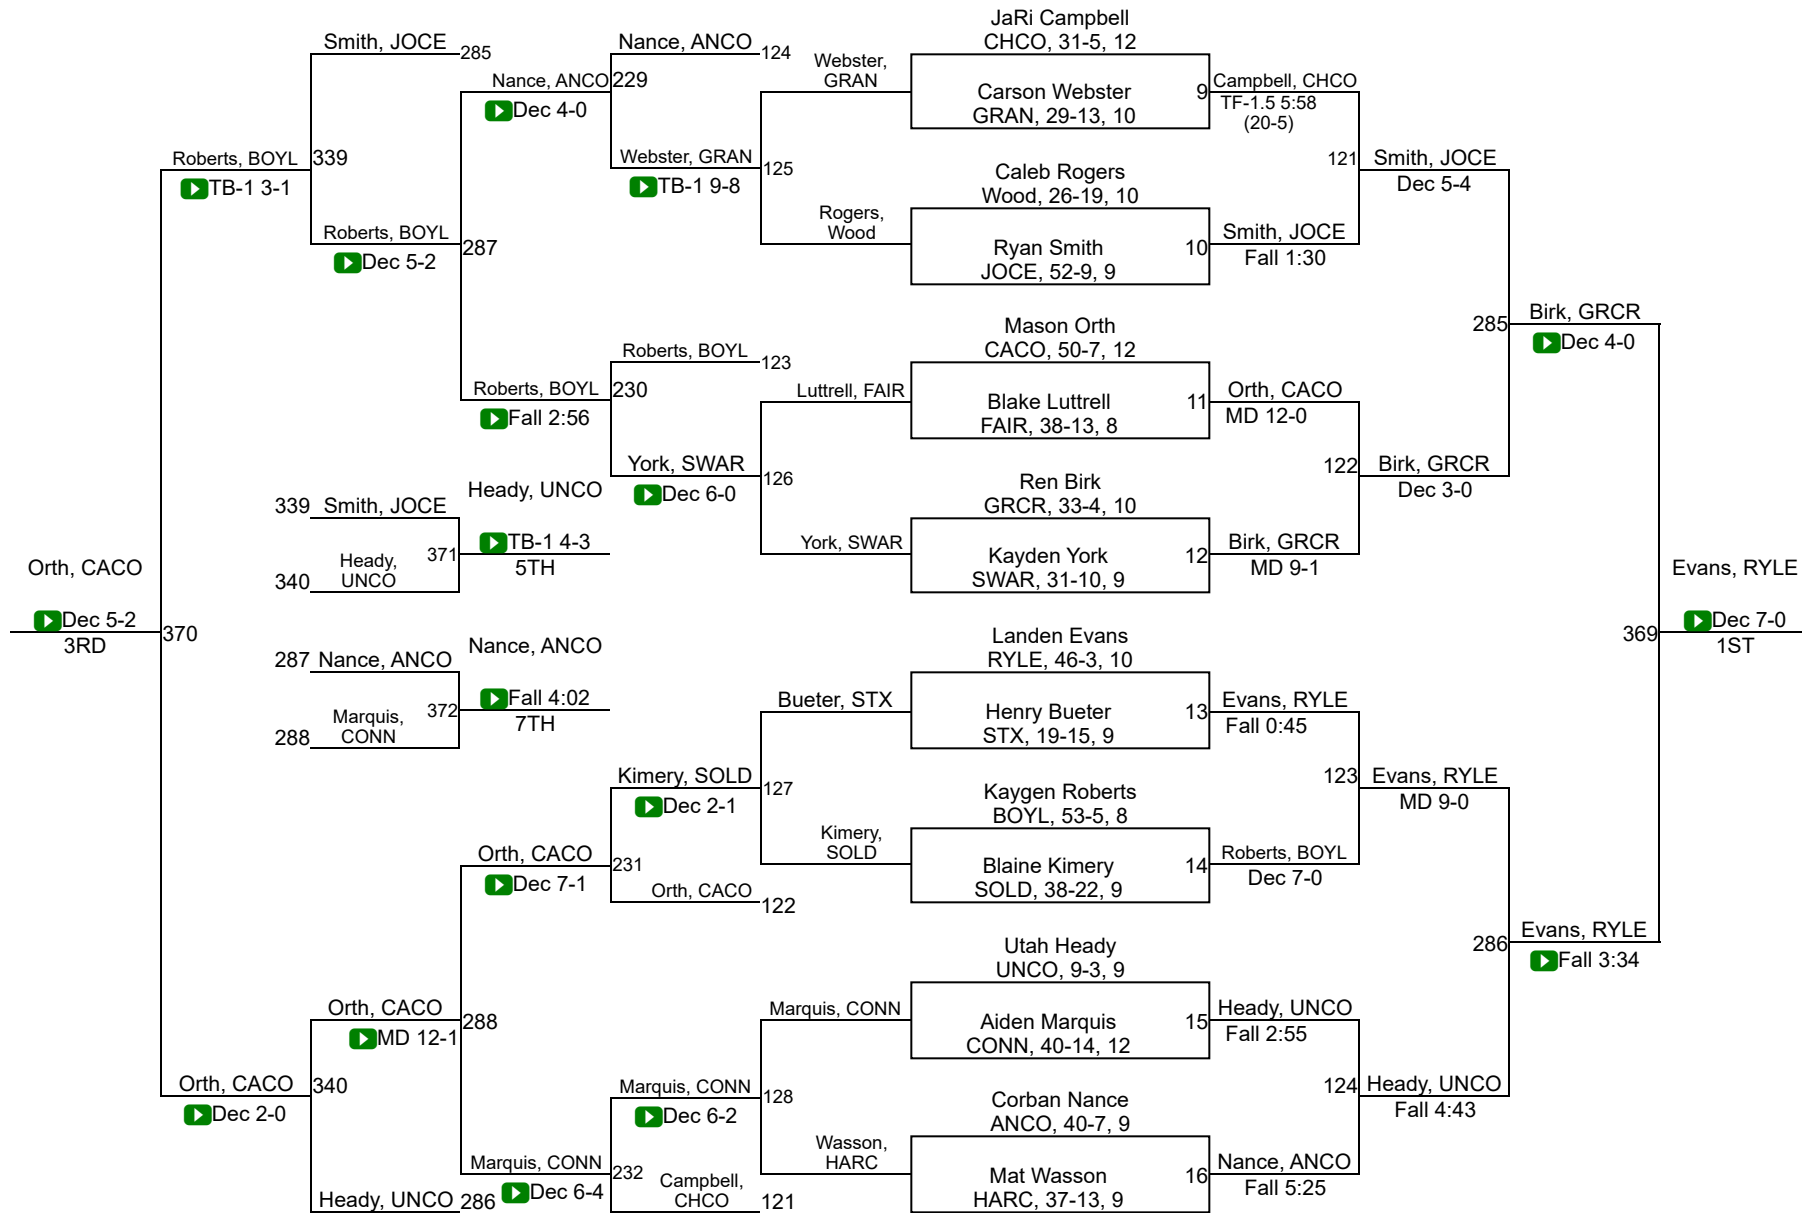 JaRi Campbell
CHCO, 31-5, 12
Carson Webster
GRAN, 29-13, 10
9
Campbell, CHCO
TF-1.5 5:58
(20-5)
Caleb Rogers
Wood, 26-19, 10
Ryan Smith
JOCE, 52-9, 9
10
Smith, JOCE
Fall 1:30
121
Smith, JOCE
Dec 5-4
Mason Orth
CACO, 50-7, 12
Blake Luttrell
FAIR, 38-13, 8
11
Orth, CACO
MD 12-0
Ren Birk
GRCR, 33-4, 10
Kayden York
SWAR, 31-10, 9
12
Birk, GRCR
MD 9-1
122
Birk, GRCR
Dec 3-0
285
Birk, GRCR
Dec 4-0
Landen Evans
RYLE, 46-3, 10
Henry Bueter
STX, 19-15, 9
13
Evans, RYLE
Fall 0:45
Kaygen Roberts
BOYL, 53-5, 8
Blaine Kimery
SOLD, 38-22, 9
14
Roberts, BOYL
Dec 7-0
123
Evans, RYLE
MD 9-0
Utah Heady
UNCO, 9-3, 9
Aiden Marquis
CONN, 40-14, 12
15
Heady, UNCO
Fall 2:55
Corban Nance
ANCO, 40-7, 9
Mat Wasson
HARC, 37-13, 9
16
Nance, ANCO
Fall 5:25
124
Heady, UNCO
Fall 4:43
286
Evans, RYLE
Fall 3:34
369
Evans, RYLE
Dec 7-0
1ST
Webster,
GRAN
Rogers,
Wood
125
Webster, GRAN
TB-1 9-8
Nance, ANCO
124
229
Nance, ANCO
Dec 4-0
Luttrell, FAIR
York, SWAR
126
York, SWAR
Dec 6-0
Roberts, BOYL
123
230
Roberts, BOYL
Fall 2:56
287
Roberts, BOYL
Dec 5-2
Smith, JOCE
285
339
Roberts, BOYL
TB-1 3-1
339
Smith, JOCE
340
Heady,
UNCO
371
Heady, UNCO
TB-1 4-3
5TH
287
Nance, ANCO
288
Marquis,
CONN
372
Nance, ANCO
Fall 4:02
7TH
Bueter, STX
Kimery,
SOLD
127
Kimery, SOLD
Dec 2-1
Orth, CACO
122
231
Orth, CACO
Dec 7-1
Marquis, CONN
Wasson,
HARC
128
Marquis, CONN
Dec 6-2
Campbell,
CHCO
121
232
Marquis, CONN
Dec 6-4
288
Orth, CACO
MD 12-1
Heady, UNCO
286
340
Orth, CACO
Dec 2-0
370
Orth, CACO
Dec 5-2
3RD